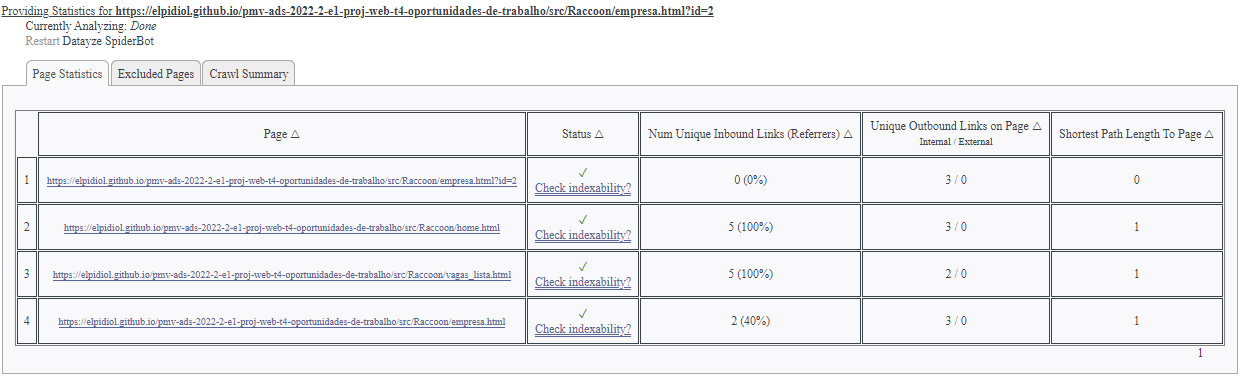 Providing Statistics for https://elpidiol.github.io/pmv-ads-2022-2-e1-proj-web-t4-oportunidades-de-trabalho/src/Raccoon/empresa.html?id=2
Currently Analyzing: Done
Restart Datayze SpiderBot
Page Statistics Excluded Pages Crawl Summary
Page △ Status △ Num Unique Inbound Links (Referrers) △ Unique Outbound Links on Page △ Shortest Path Length To Page △
Internal / External
1 https://elpidiol.github.io/pmv-ads-2022-2-e1-proj-web-t4-oportunidades-de-trabalho/src/Raccoon/empresa.html?id=2 ✓ 0 (0%) 3 / 0 0
Check indexability?
2 https://elpidiol.github.io/pmv-ads-2022-2-e1-proj-web-t4-oportunidades-de-trabalho/src/Raccoon/home.html ✓ 5 (100%) 3 / 0 1
Check indexability?
3 https://elpidiol.github.io/pmv-ads-2022-2-e1-proj-web-t4-oportunidades-de-trabalho/src/Raccoon/vagas_lista.html ✓ 5 (100%) 2 / 0 1
Check indexability?
4 https://elpidiol.github.io/pmv-ads-2022-2-e1-proj-web-t4-oportunidades-de-trabalho/src/Raccoon/empresa.html ✓ 2 (40%) 3 / 0 1
Check indexability?
1